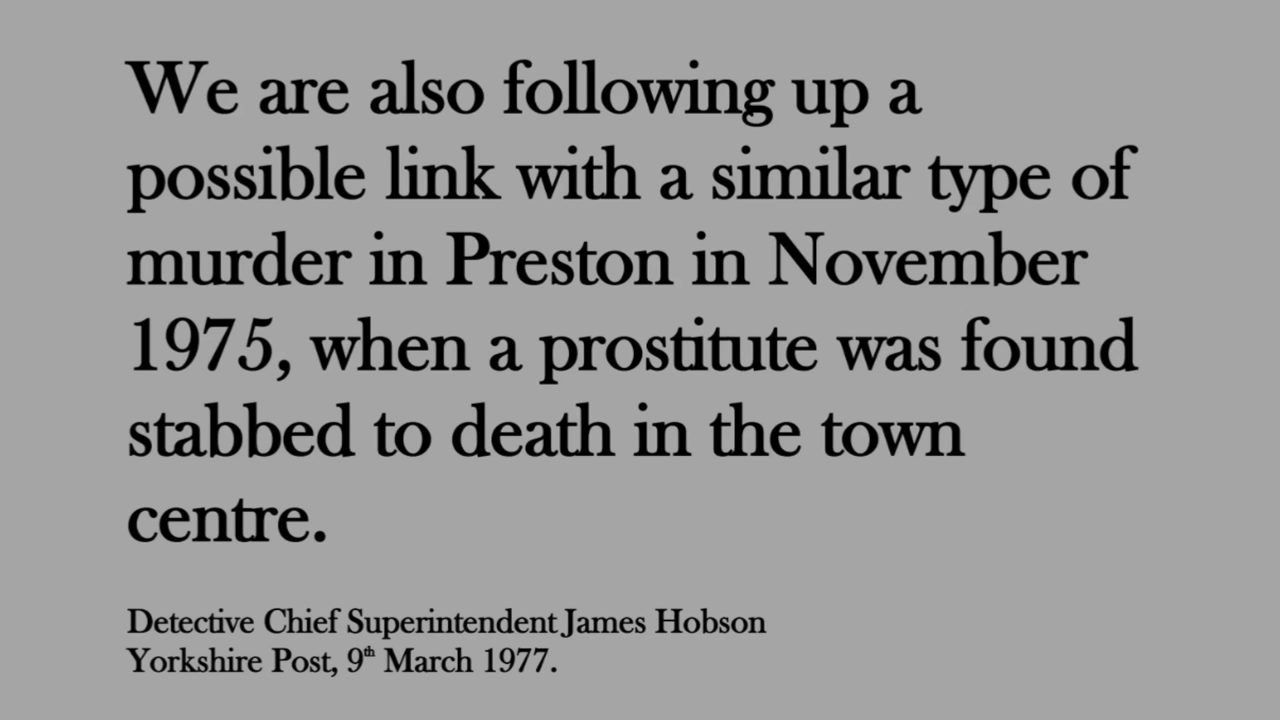 We are also following up a
possible link with a similar type of
murder in Preston in November
1975, when a prostitute was found
stabbed to death in the town
centre.
Detective Chief Superintendent James Hobson
Yorkshire Post, 9th March 1977.